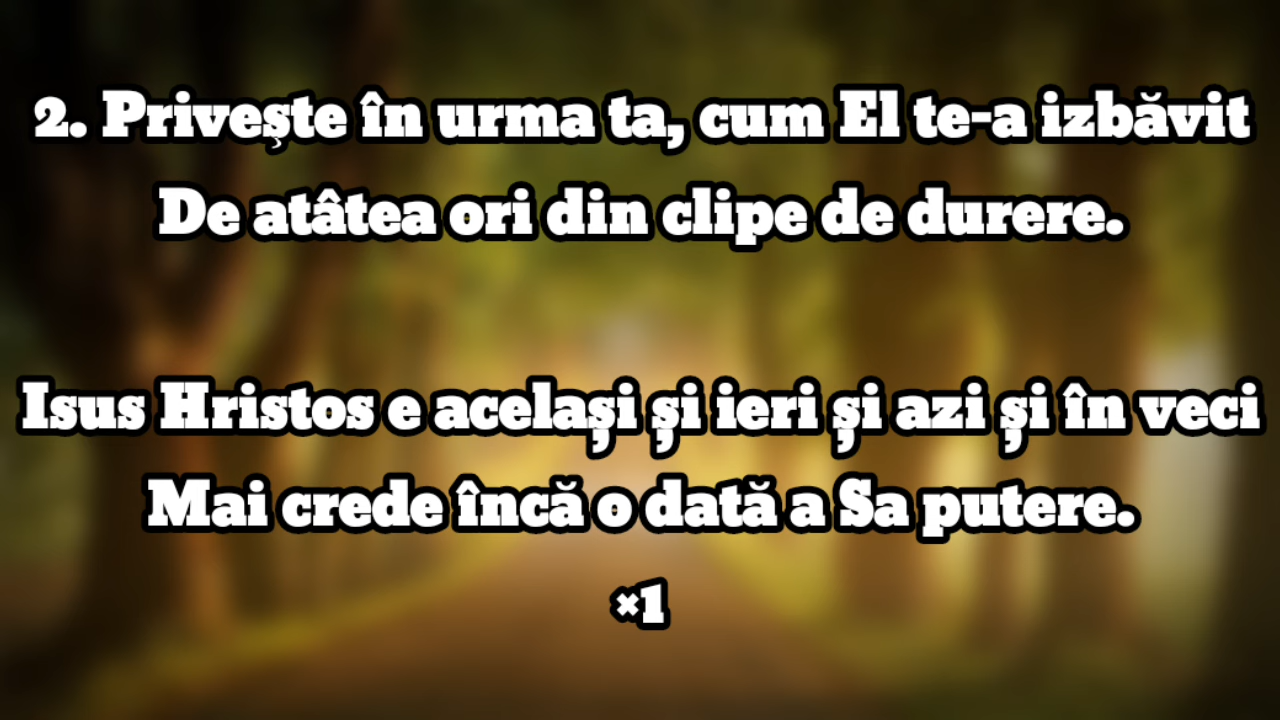 2. Priveşte în urma ta, cum El te-a izbăvit
De atâtea ori din clipe de durere.
Isus Hristos e același și ieri și azi și în veci
Mai crede încă o dată a Sa putere.
×1